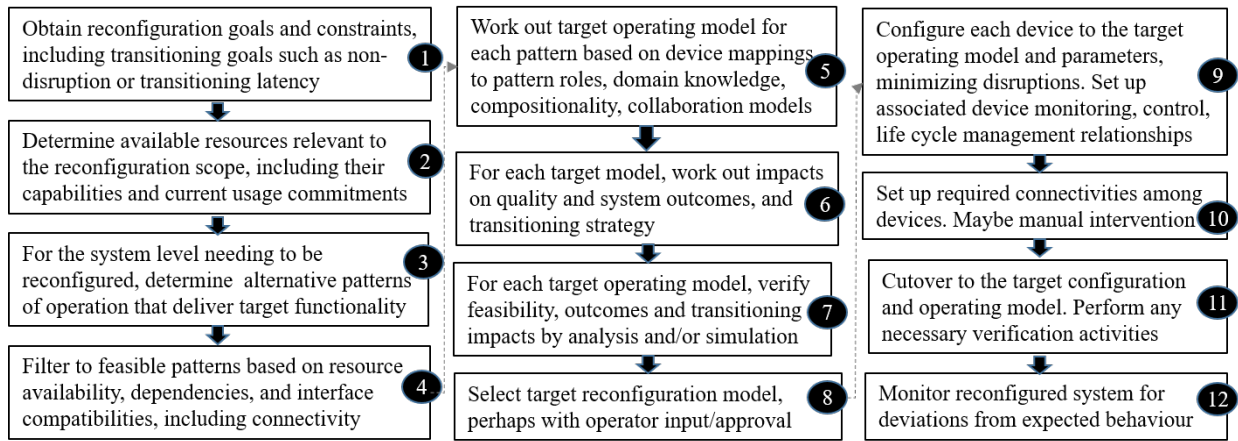 Obtain reconfiguration goals and constraints,
including transitioning goals such as non-
disruption or transitioning latency
1
Determine available resources relevant to
the reconfiguration scope, including their
capabilities and current usage commitments
2
For the system level needing to be
reconfigured, determine alternative patterns
of operation that deliver target functionality
3
Filter to feasible patterns based on resource
availability, dependencies, and interface
compatibilities, including connectivity
4
Work out target operating model for
each pattern based on device mappings
to pattern roles, domain knowledge,
compositionality, collaboration models
5
For each target model, work out impacts
on quality and system outcomes, and
transitioning strategy
6
For each target operating model, verify
feasibility, outcomes and transitioning
impacts by analysis and/or simulation
7
Select target reconfiguration model,
perhaps with operator input/approval
8
Configure each device to the target
operating model and parameters,
minimizing disruptions. Set up
associated device monitoring, control,
life cycle management relationships
9
Set up required connectivities among
devices. Maybe manual intervention
10
Cutover to the target configuration
and operating model. Perform any
necessary verification activities
11
Monitor reconfigured system for
deviations from expected behaviour
12